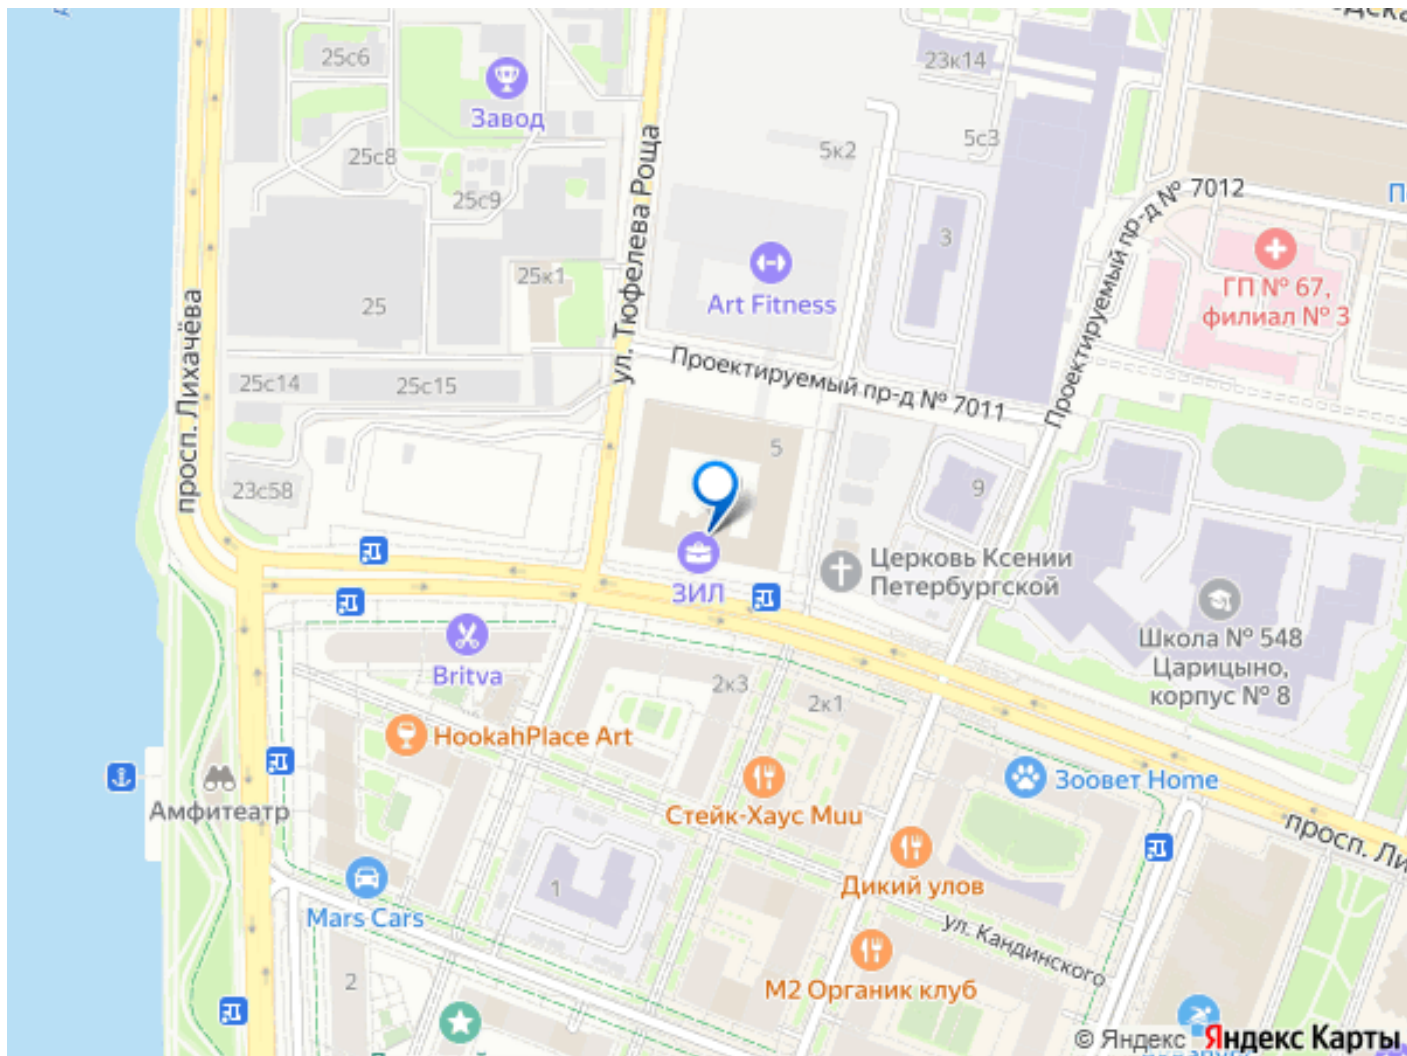 25с6
Завод
23к14
5к2
5с3
25с8
25с9
3
7012
Проектируемый пр-д №
25к1
25
Art Fitness
ГП № 67,
филиал № 3
ул. Тюфелева Роща
просп. Лихачёва
Проектируемый пр-д № 7011
25с14
25с15
5
9
23с58
ЗИЛ
Церковь Ксении
Петербургской
Школа № 548
Царицыно,
корпус № 8
Britva
2к3
2к1
HookahPlace Art
Зоовет Home
Амфитеатр
Стейк-Хаус Muu
просп. Ли
Дикий улов
1
Mars Cars
ул. Кандинского
2
М2 Органик клуб
© Яндекс Яндекс Карты